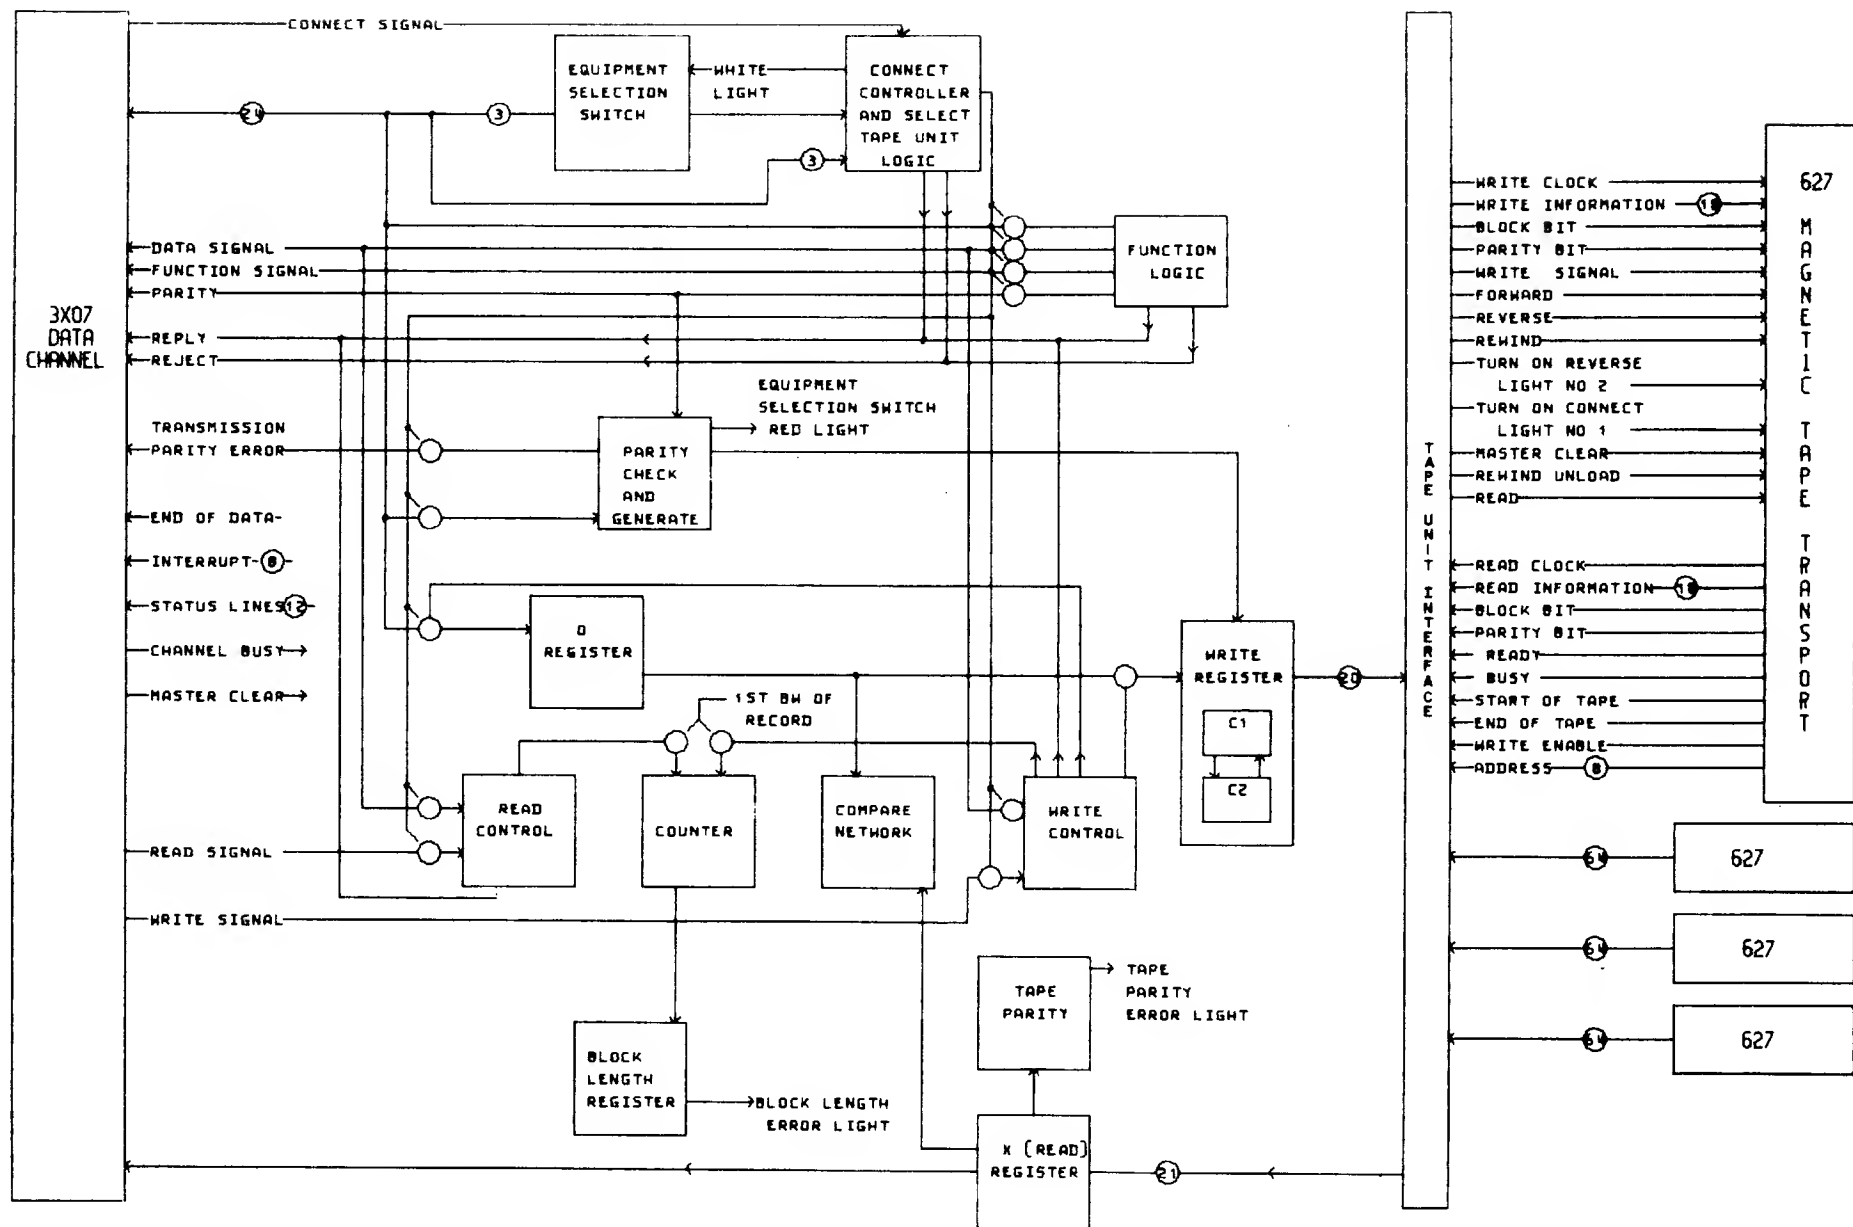 CONNECT SIGNAL
24
3
EQUIPMENT
SELECTION
SWITCH
WHITE
LIGHT
CONNECT
CONTROLLER
AND SELECT
TAPE UNIT
LOGIC
3
3X07
DATA
CHANNEL
DATA SIGNAL
FUNCTION SIGNAL
PARITY
REPLY
REJECT
FUNCTION
LOGIC
TRANSMISSION
PARITY ERROR
EQUIPMENT
SELECTION SWITCH
RED LIGHT
PARITY
CHECK
AND
GENERATE
END OF DATA
INTERRUPT 8
STATUS LINES 12
CHANNEL BUSY
MASTER CLEAR
REGISTER
1ST BW OF
RECORD
WRITE
REGISTER
C1
C2
20
READ
CONTROL
COUNTER
COMPARE
NETWORK
WRITE
CONTROL
READ SIGNAL
WRITE SIGNAL
TAPE
PARITY
TAPE
PARITY
ERROR LIGHT
BLOCK
LENGTH
REGISTER
BLOCK LENGTH
ERROR LIGHT
X (READ)
REGISTER
21
TAPE UNIT INTERFACE
WRITE CLOCK
WRITE INFORMATION
BLOCK BIT
PARITY BIT
WRITE SIGNAL
FORWARD
REVERSE
REWIND
TURN ON REVERSE
LIGHT NO 2
TURN ON CONNECT
LIGHT NO 1
MASTER CLEAR
REWIND UNLOAD
READ
READ CLOCK
READ INFORMATION
BLOCK BIT
PARITY BIT
READY
BUSY
START OF TAPE
END OF TAPE
WRITE ENABLE
ADDRESS 8
627
MAGNETIC TAPE TRANSPORT
64
627
64
627
64
627